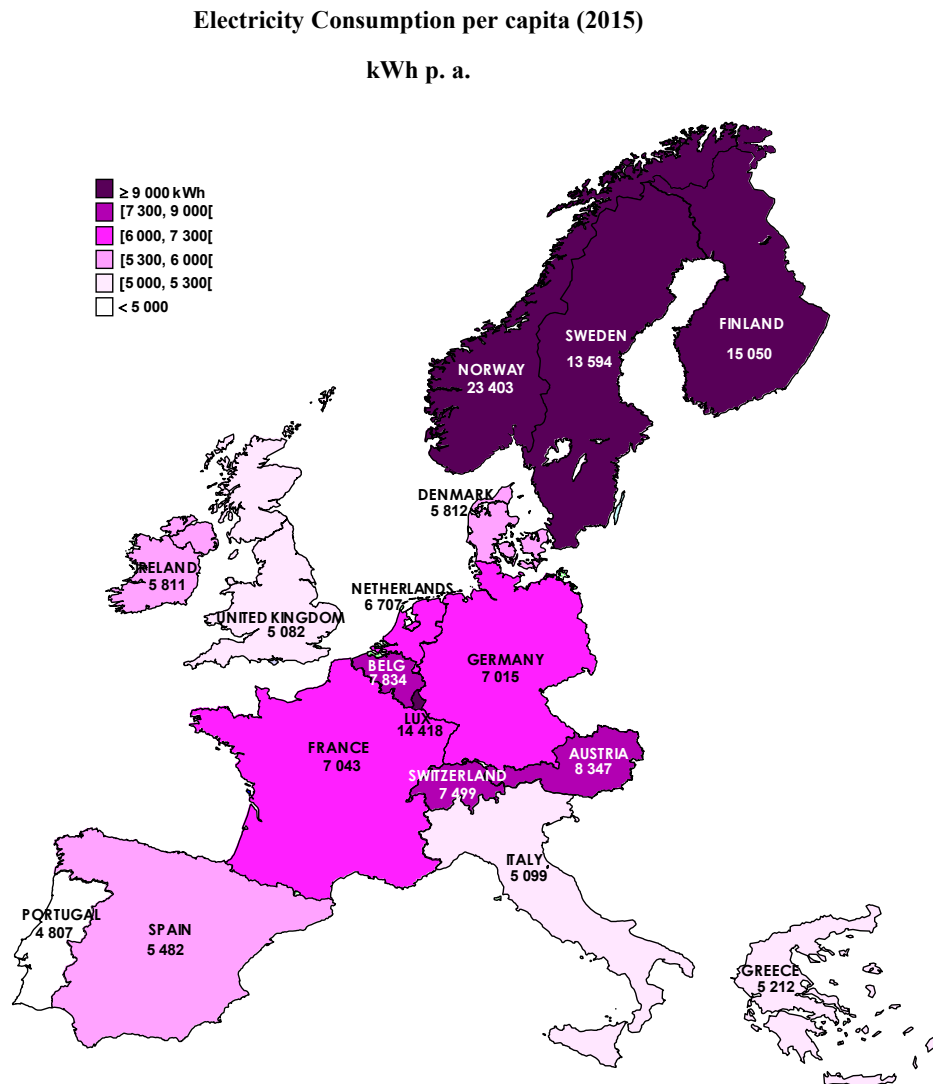 Electricity Consumption per capita (2015)
kWh p. a.
≥ 9 000 kWh
[7 300, 9 000[
[6 000, 7 300[
[5 300, 6 000[
[5 000, 5 300[
< 5 000
FINLAND
15 050
SWEDEN
13 594
NORWAY
23 403
DENMARK
5 812
IRELAND
5 811
NETHERLANDS
6 707
UNITED KINGDOM
5 082
BELG
7 834
GERMANY
7 015
LUX
14 418
FRANCE
7 043
AUSTRIA
8 347
SWITZERLAND
7 499
ITALY
5 099
PORTUGAL
4 807
SPAIN
5 482
GREECE
5 212